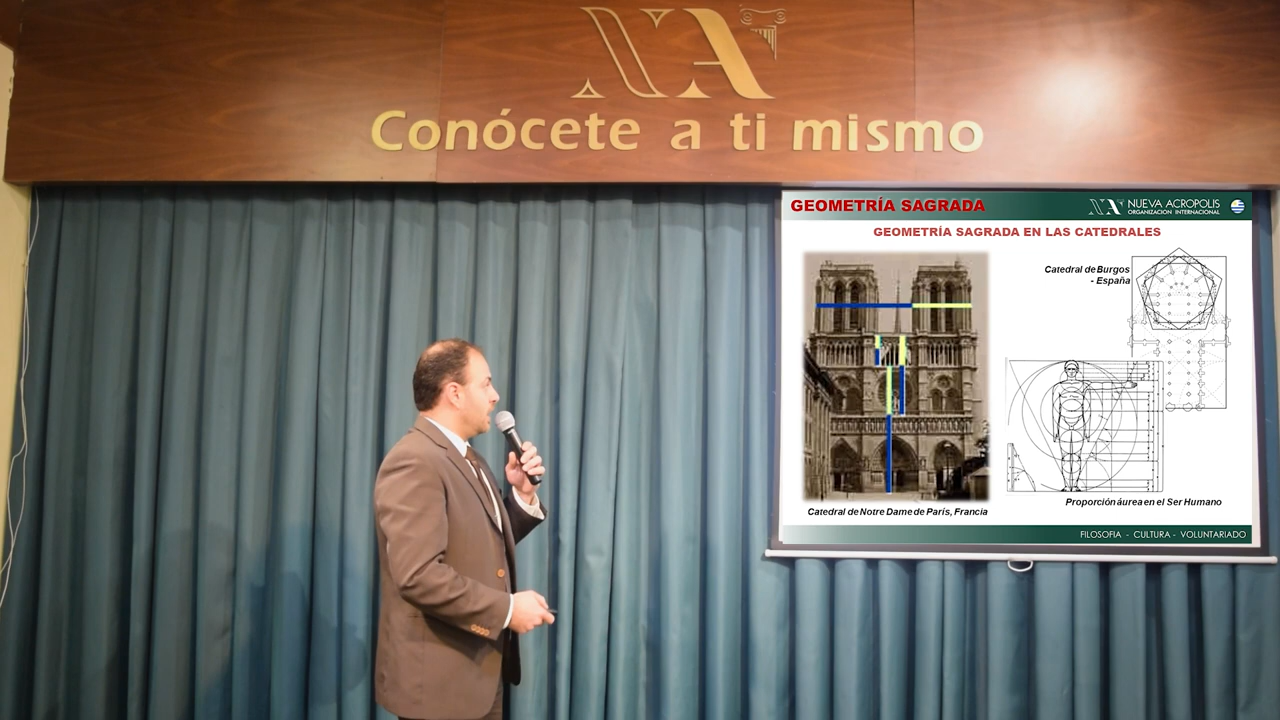 NA
Conócete a ti mismo
GEOMETRÍA SAGRADA
NUEVA ACROPOLIS
ORGANIZACION INTERNACIONAL
GEOMETRÍA SAGRADA EN LAS CATEDRALES
Catedral de Burgos
- España
Proporción áurea en el Ser Humano
Catedral de Notre Dame de París, Francia
FILOSOFIA - CULTURA - VOLUNTARIADO